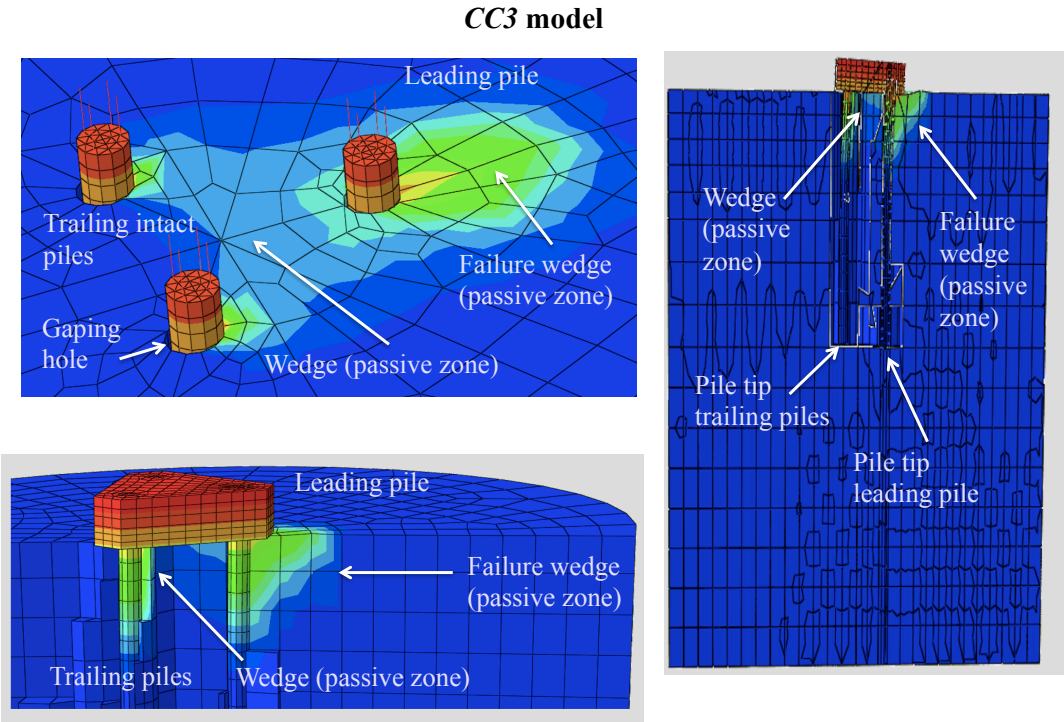 CC3 model
Leading pile
Trailing intact
piles
Failure wedge
(passive zone)
Gaping
hole
Wedge (passive zone)
Wedge
(passive
zone)
Failure
wedge
(passive
zone)
Pile tip
trailing piles
Pile tip
leading pile
Leading pile
Failure wedge
(passive zone)
Trailing piles
Wedge (passive zone)